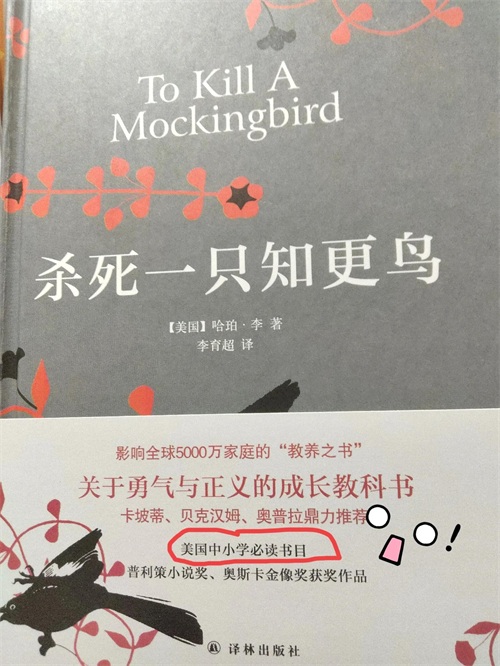 To Kill A
Mockingbird
杀死一只知更鸟
【美国】哈珀·李 著
李育超 译
影响全球5000万家庭的“教养之书”
关于勇气与正义的成长教科书
卡坡蒂、贝克汉姆、奥普拉鼎力推荐
美国中小学必读书目
!
普利策小说奖、奥斯卡金像奖获奖作品
译林出版社